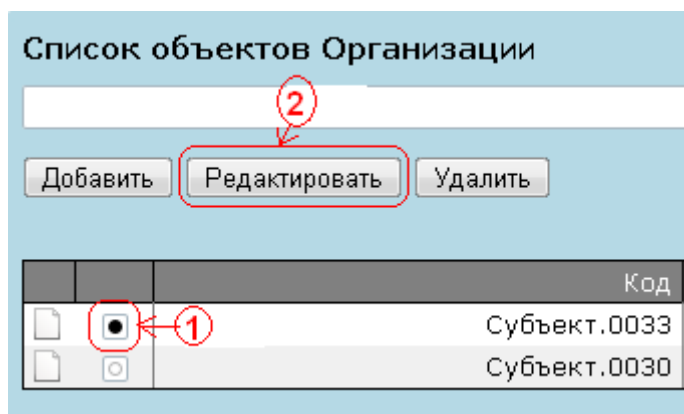 Список объектов Организации
2
Добавить Редактировать Удалить
Код
1 Субъект.0033
Субъект.0030